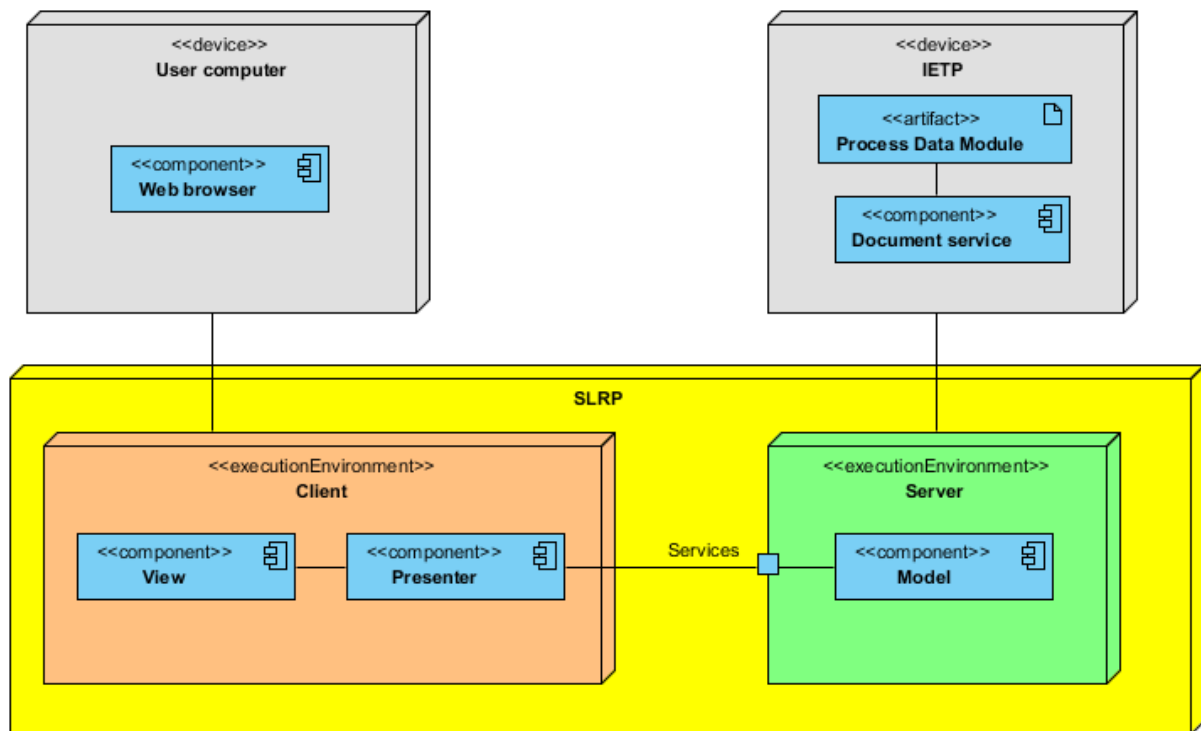 <<device>>
User computer
<<component>>
Web browser
<<device>>
IETP
<<artifact>>
Process Data Module
<<component>>
Document service
SLRP
<<executionEnvironment>>
Client
<<component>>
View
<<component>>
Presenter
Services
<<executionEnvironment>>
Server
<<component>>
Model